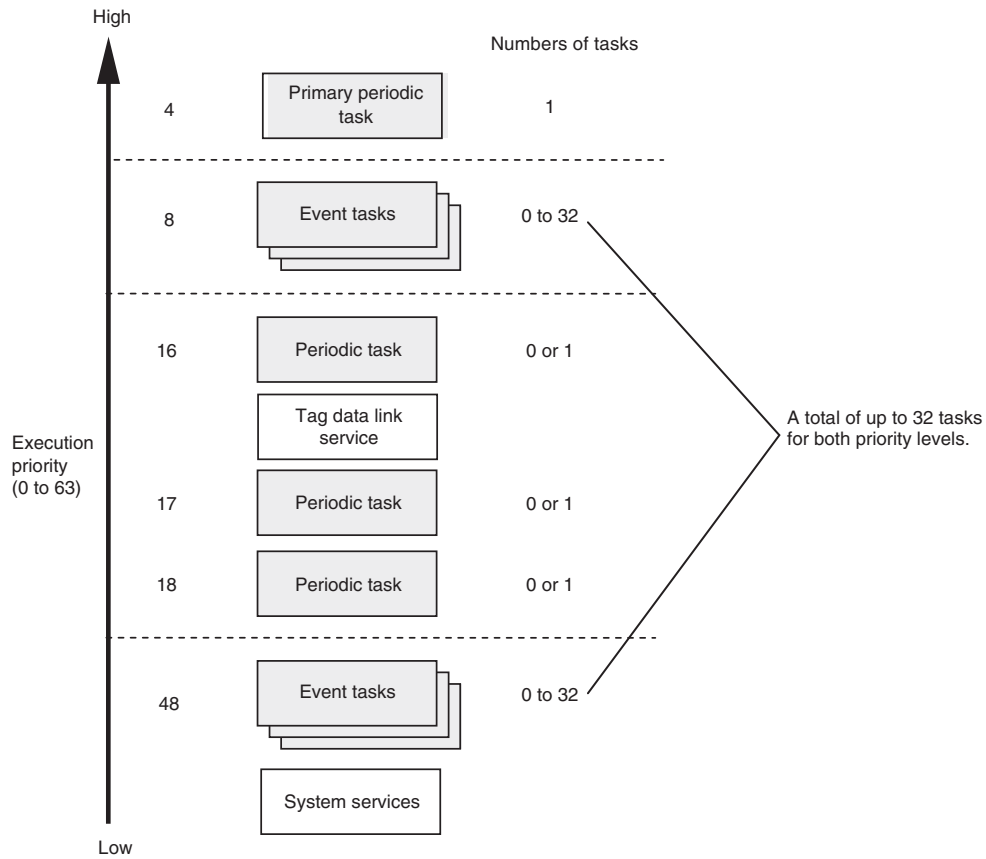 High
Numbers of tasks
4
Primary periodic
task
1
8
Event tasks
0 to 32
16
Periodic task
0 or 1
Tag data link
service
A total of up to 32 tasks
for both priority levels.
Execution
priority
(0 to 63)
17
Periodic task
0 or 1
18
Periodic task
0 or 1
48
Event tasks
0 to 32
System services
Low